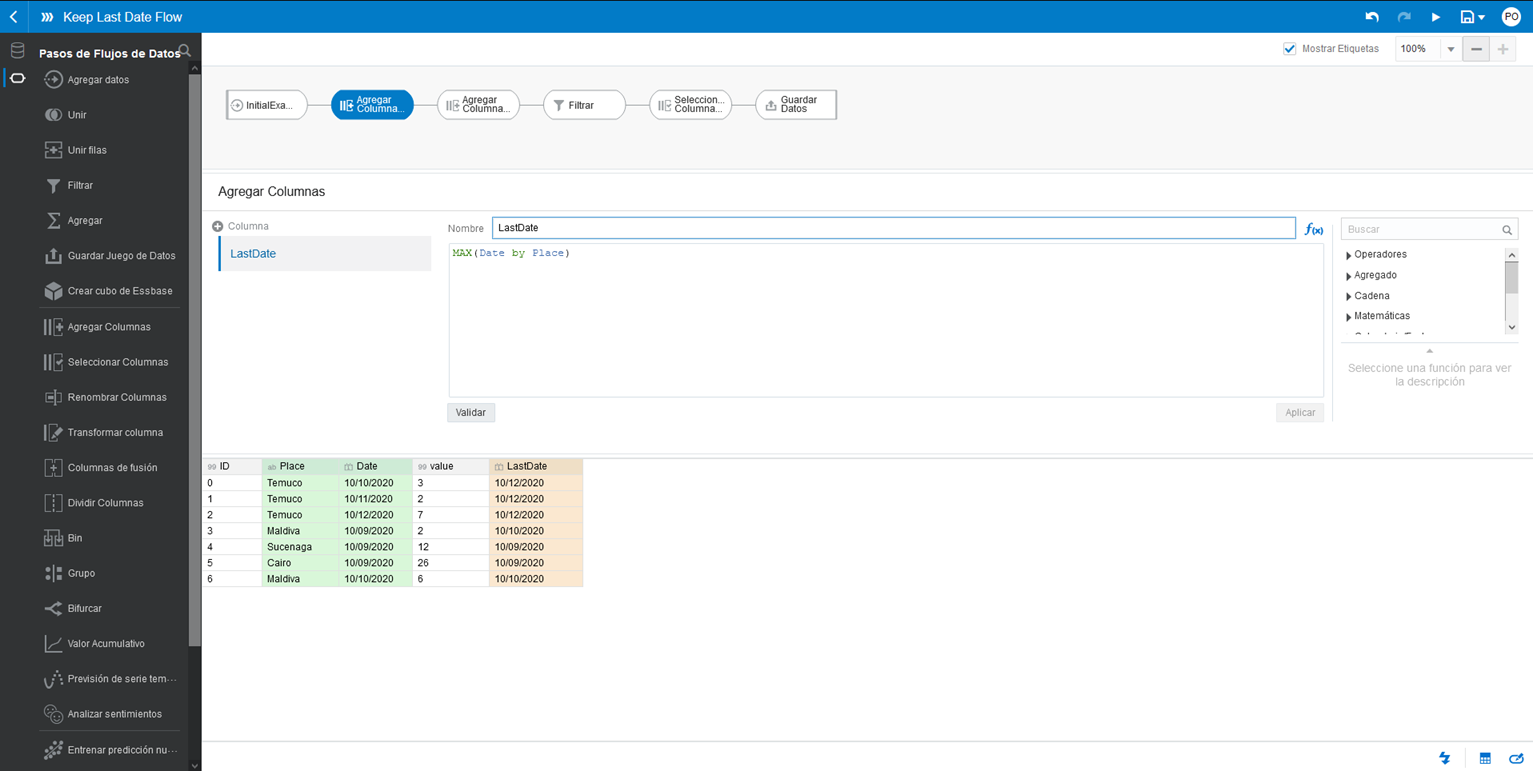 Keep Last Date Flow
PO
Pasos de Flujos de Datos
Mostrar Etiquetas
100%
Agregar datos
Unir
Unir filas
Filtrar
Agregar
Guardar Juego de Datos
Crear cubo de Essbase
Agregar Columnas
Seleccionar Columnas
Renombrar Columnas
Transformar columna
Columnas de fusión
Dividir Columnas
Bin
Grupo
Bifurcar
Valor Acumulativo
Previsión de serie tem...
Analizar sentimientos
Entrenar predicción nu...
InitialExa...
Agregar
Columna...
Agregar
Columna...
Filtrar
Seleccion...
Columna...
Guardar
Datos
Agregar Columnas
Columna
LastDate
Nombre LastDate
f(x)
MAX(Date by Place)
Validar
Aplicar
Buscar
Operadores
Agregado
Cadena
Matemáticas
Seleccione una función para ver
la descripción
99 ID ab Place Date 99 value LastDate
0 Temuco 10/10/2020 3 10/12/2020
1 Temuco 10/11/2020 2 10/12/2020
2 Temuco 10/12/2020 7 10/12/2020
3 Maldiva 10/09/2020 2 10/10/2020
4 Sucenaga 10/09/2020 12 10/09/2020
5 Cairo 10/09/2020 26 10/09/2020
6 Maldiva 10/10/2020 6 10/10/2020